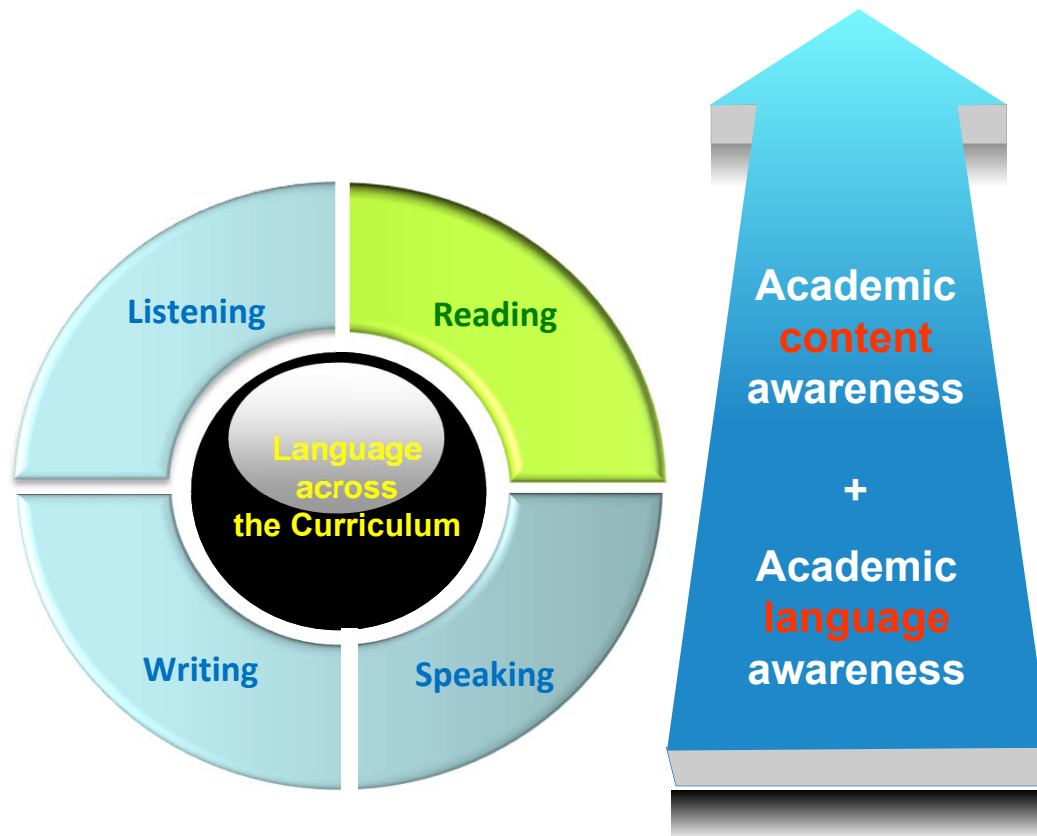 Listening
Reading
Language
across
the Curriculum
Writing
Speaking
Academic
content
awareness
+
Academic
language
awareness